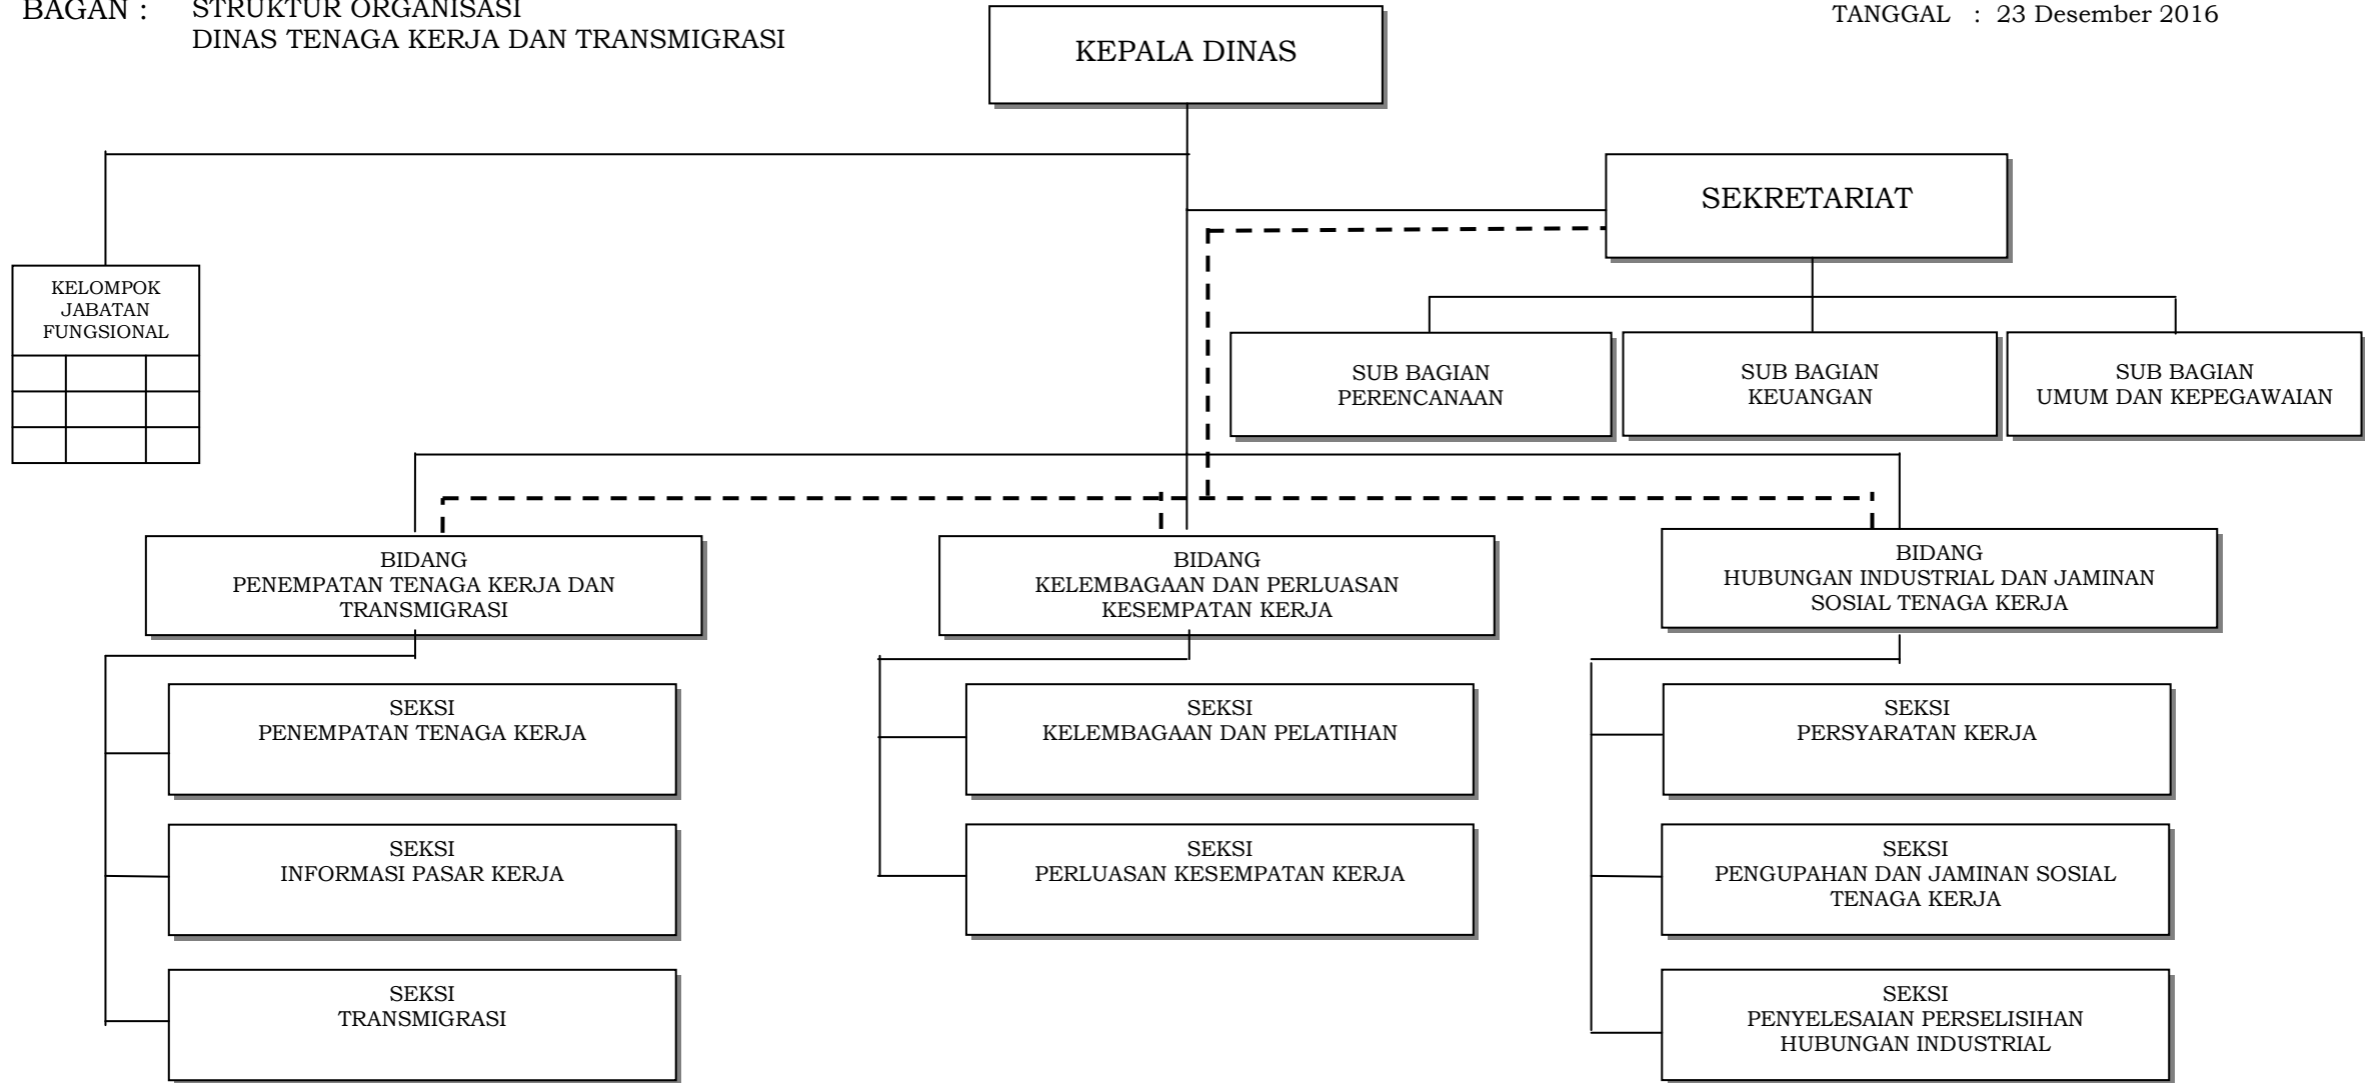 BAGAN : STRUKTUR ORGANISASI
DINAS TENAGA KERJA DAN TRANSMIGRASI
TANGGAL : 23 Desember 2016
KEPALA DINAS
SEKRETARIAT
KELOMPOK
JABATAN
FUNGSIONAL
SUB BAGIAN
PERENCANAAN
SUB BAGIAN
KEUANGAN
SUB BAGIAN
UMUM DAN KEPEGAWAIAN
BIDANG
PENEMPATAN TENAGA KERJA DAN
TRANSMIGRASI
BIDANG
KELEMBAGAAN DAN PERLUASAN
KESEMPATAN KERJA
BIDANG
HUBUNGAN INDUSTRIAL DAN JAMINAN
SOSIAL TENAGA KERJA
SEKSI
PENEMPATAN TENAGA KERJA
SEKSI
KELEMBAGAAN DAN PELATIHAN
SEKSI
PERSYARATAN KERJA
SEKSI
INFORMASI PASAR KERJA
SEKSI
PERLUASAN KESEMPATAN KERJA
SEKSI
PENGUPAHAN DAN JAMINAN SOSIAL
TENAGA KERJA
SEKSI
TRANSMIGRASI
SEKSI
PENYELESAIAN PERSELISIHAN
HUBUNGAN INDUSTRIAL